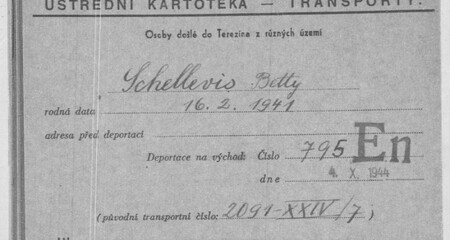 ÚSTŘEDNÍ KARTOTÉKA — TRANSPORTY.
Osoby došlé do Terezína z různých území
Schellevis Betty
rodná data 16. 2. 1941
adresa před deportací
Deportace na východ: Číslo 795 En
dne 4. X. 1944
(původní transportní číslo: 2091-XXIV/7)